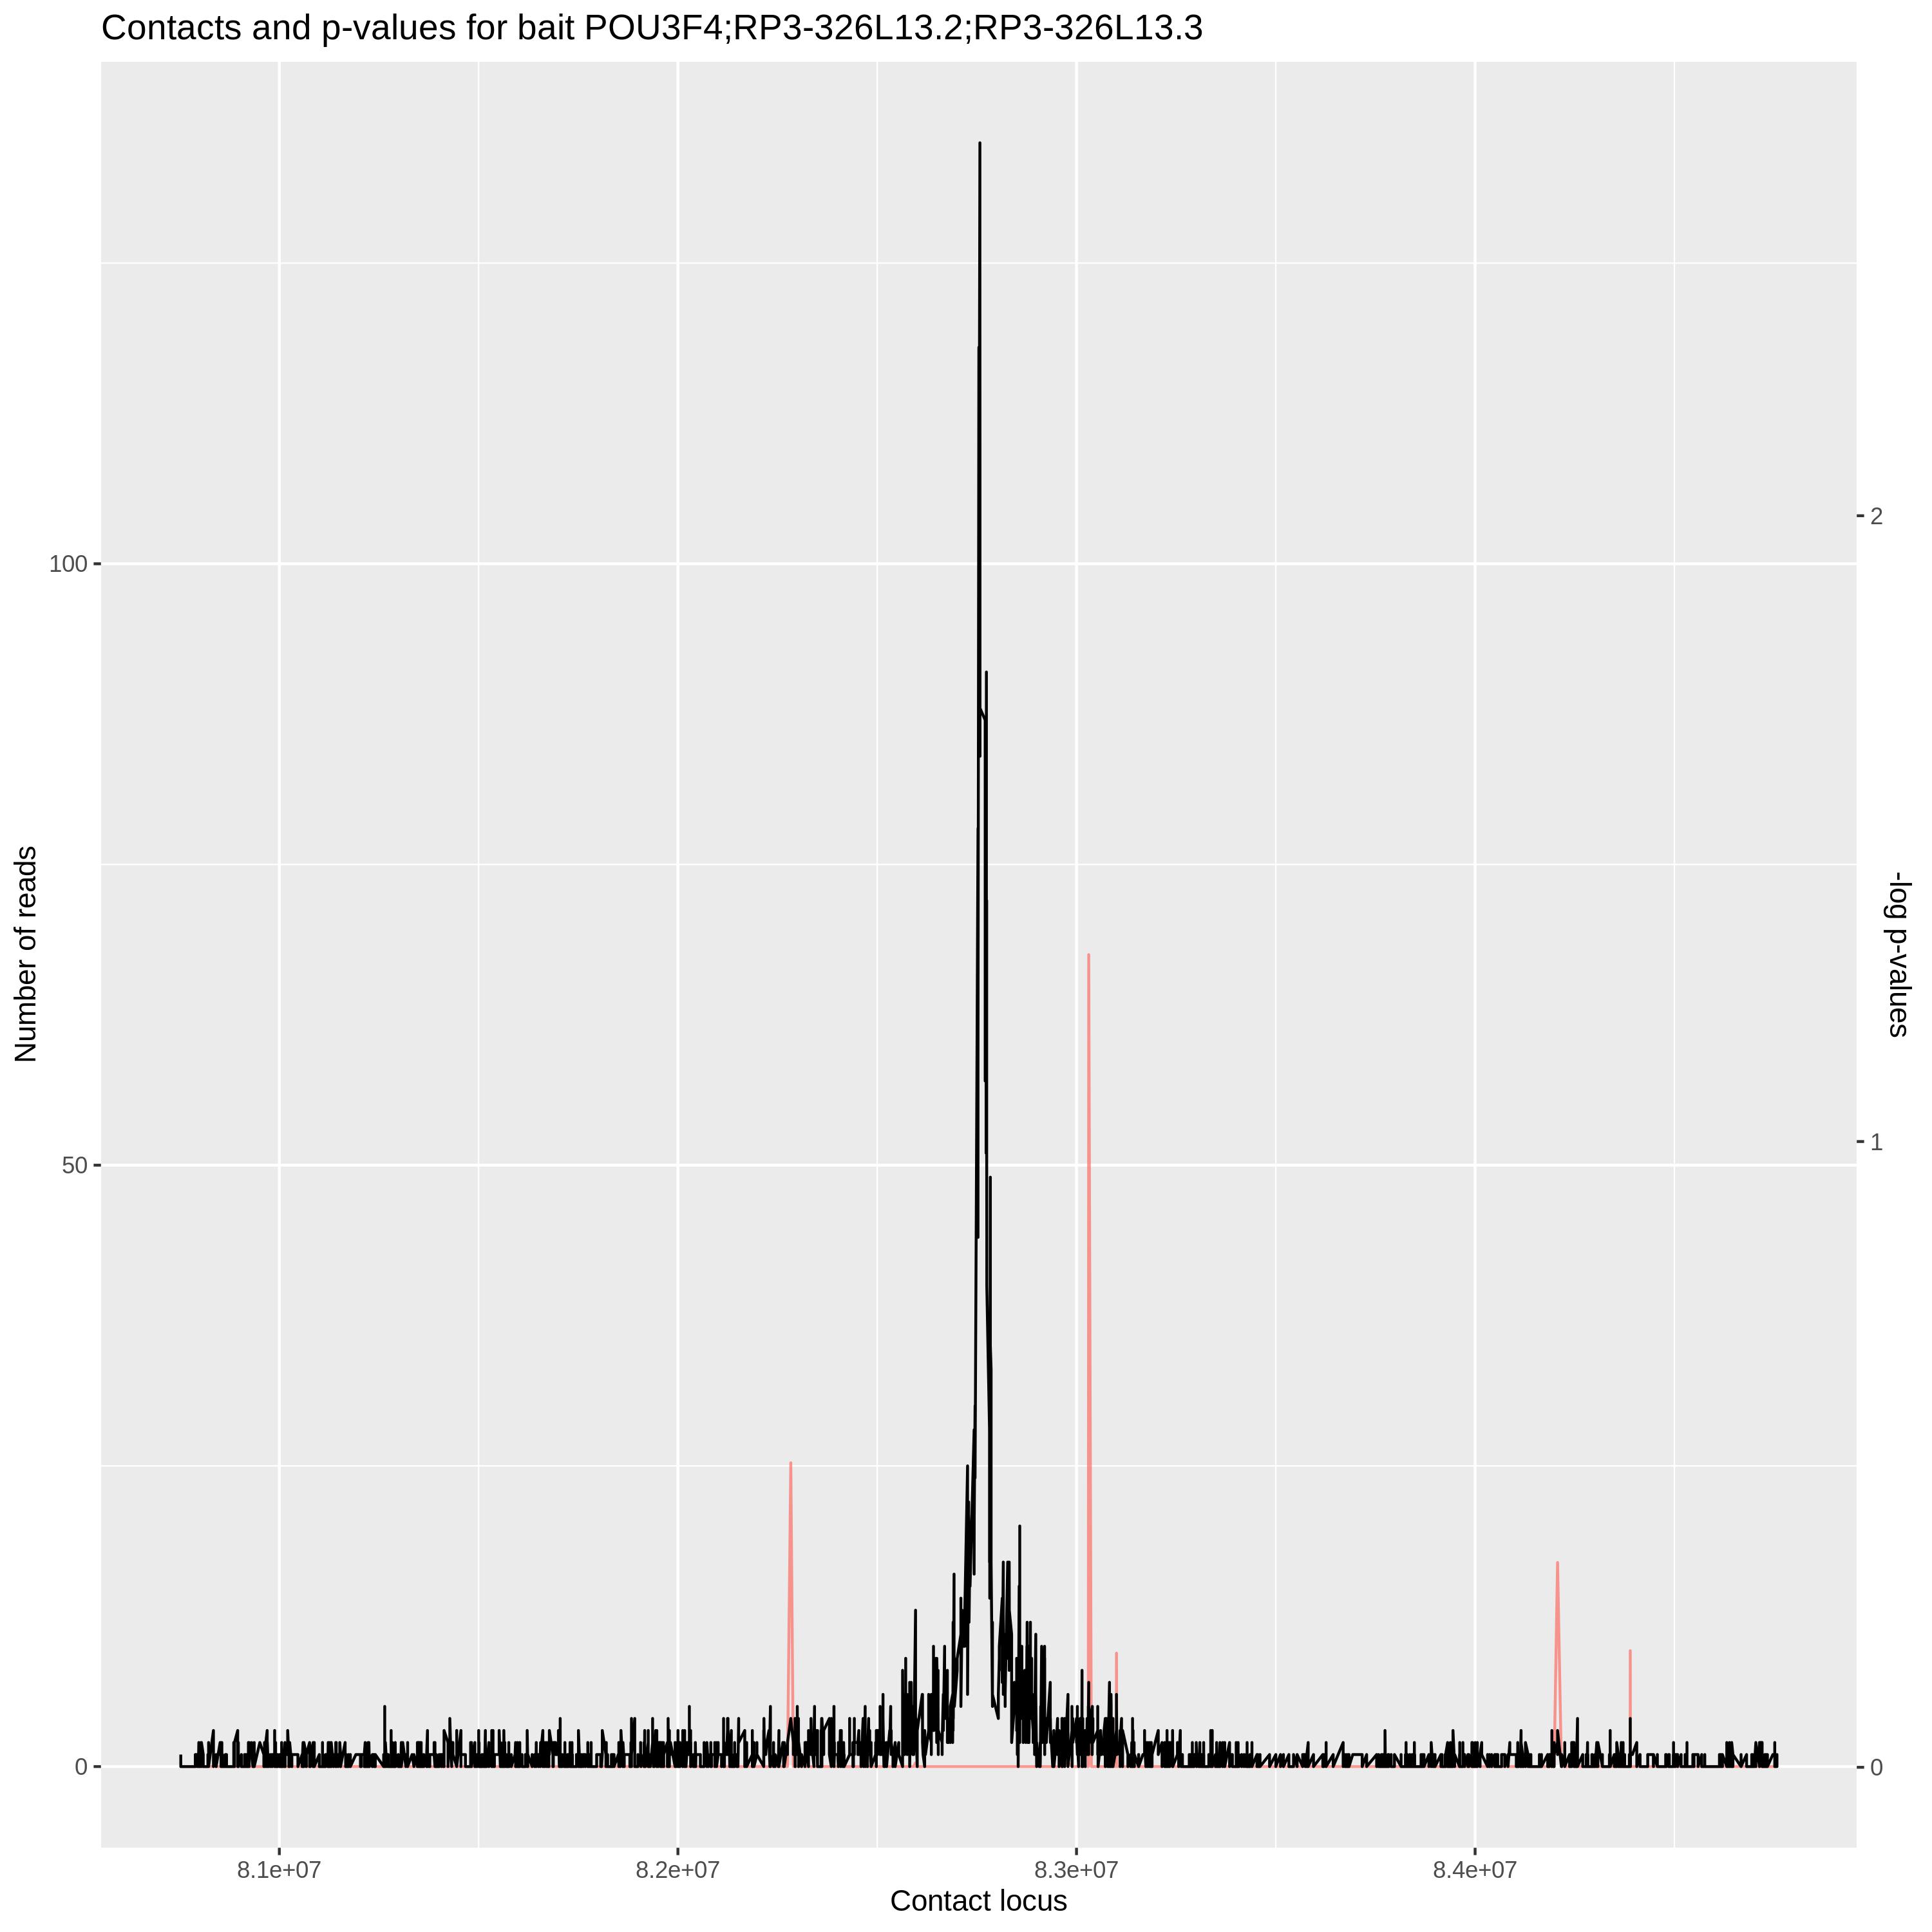 Contacts and p-values for bait POU3F4;RP3-326L13.2;RP3-326L13.3
2
100
Number of reads
-log p-values
1
50
0
0
8.1e+07
8.2e+07
8.3e+07
8.4e+07
Contact locus